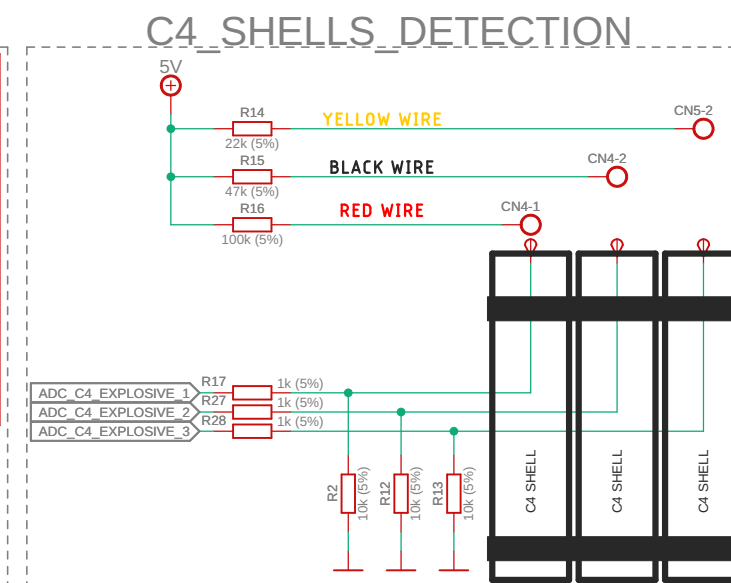 C4_SHELLS_DETECTION
5V
R14
YELLOW WIRE
CN5-2
22k (5%)
R15
BLACK WIRE
CN4-2
47k (5%)
R16
RED WIRE
CN4-1
100k (5%)
ADC_C4_EXPLOSIVE_1
R17
1k (5%)
ADC_C4_EXPLOSIVE_2
R27
1k (5%)
ADC_C4_EXPLOSIVE_3
R28
1k (5%)
R2
10k (5%)
R12
10k (5%)
R13
10k (5%)
C4 SHELL
C4 SHELL
C4 SHELL